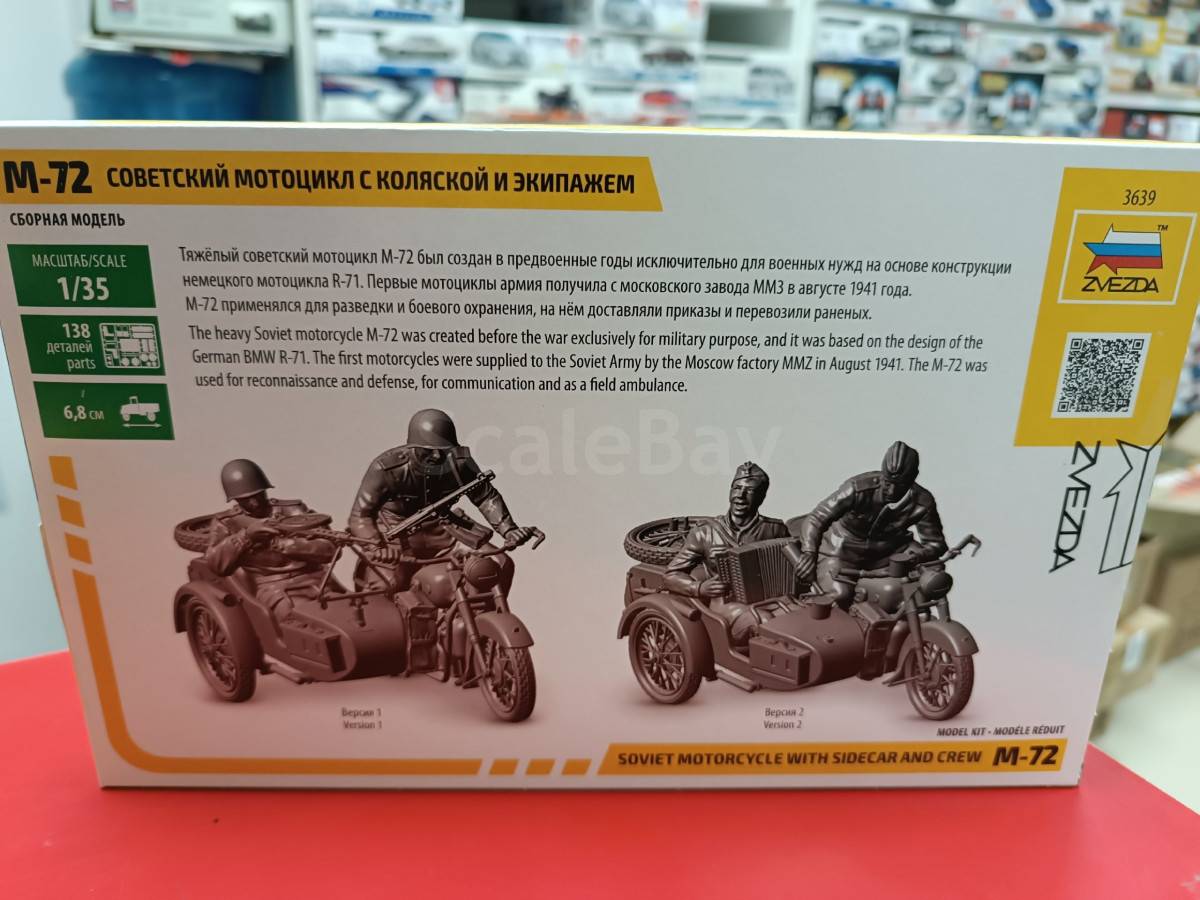 М-72 СОВЕТСКИЙ МОТОЦИКЛ С КОЛЯСКОЙ И ЭКИПАЖЕМ
СБОРНАЯ МОДЕЛЬ
МАСШТАБ/SCALE
1/35
138
деталей
parts
6,8 см
Тяжёлый советский мотоцикл М-72 был создан в предвоенные годы исключительно для военных нужд на основе конструкции
немецкого мотоцикла R-71. Первые мотоциклы армия получила с московского завода ММЗ в августе 1941 года.
М-72 применялся для разведки и боевого охранения, на нём доставляли приказы и перевозили раненых.
The heavy Soviet motorcycle M-72 was created before the war exclusively for military purpose, and it was based on the design of the
German BMW R-71. The first motorcycles were supplied to the Soviet Army by the Moscow factory MMZ in August 1941. The M-72 was
used for reconnaissance and defense, for communication and as a field ambulance.
3639
TM
ZVEZDA
ZVEZDA
ScaleBay
Версия 1
Version 1
Версия 2
Version 2
MODEL KIT - MODÈLE RÉDUIT
SOVIET MOTORCYCLE WITH SIDECAR AND CREW M-72